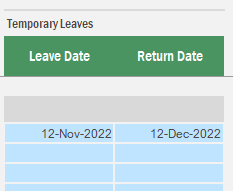 Temporary Leaves
Leave Date Return Date
12-Nov-2022 12-Dec-2022